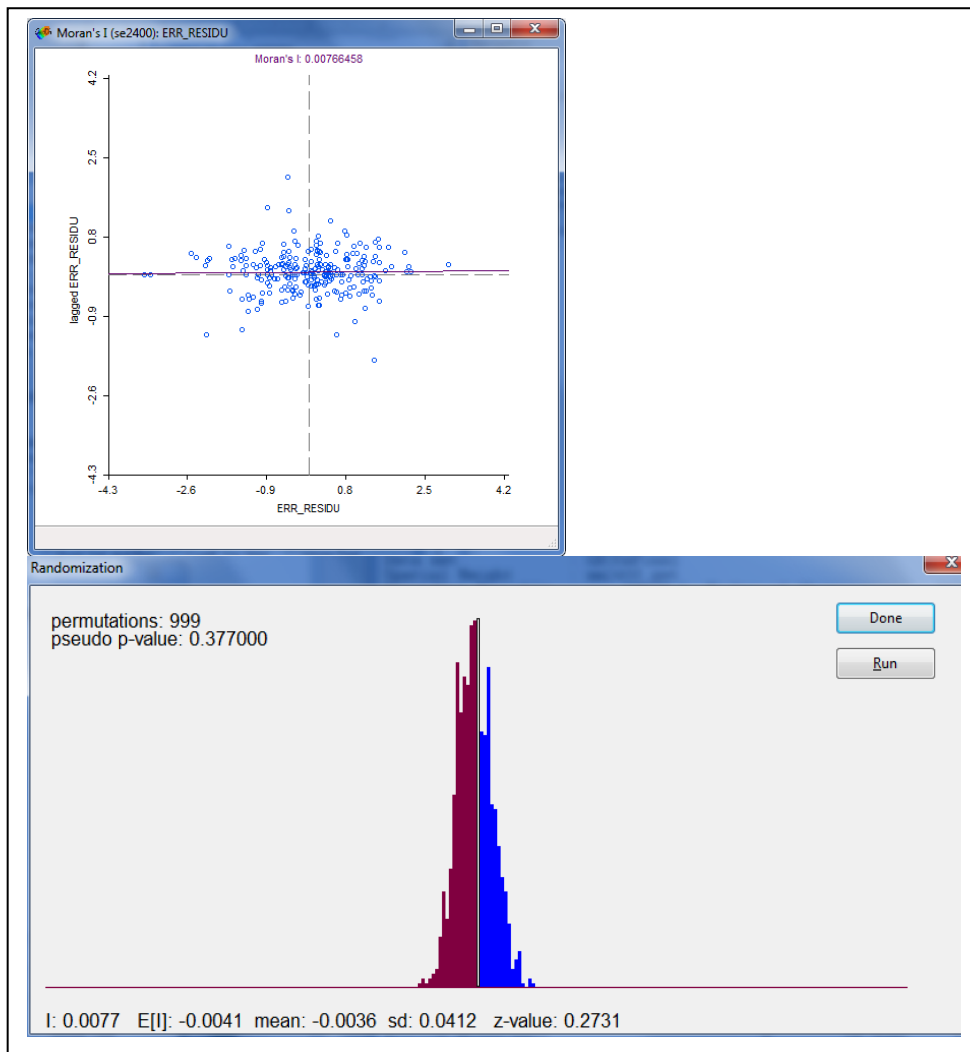 Moran's I (se2400): ERR_RESIDU
Moran's I: 0.00766458
4.2
2.5
0.8
-0.9
-2.6
-4.3
lagged ERR_RESIDU
-4.3 -2.6 -0.9 0.8 2.5 4.2
ERR_RESIDU
Randomization
permutations: 999
pseudo p-value: 0.377000
Done
Run
I: 0.0077 E[I]: -0.0041 mean: -0.0036 sd: 0.0412 z-value: 0.2731